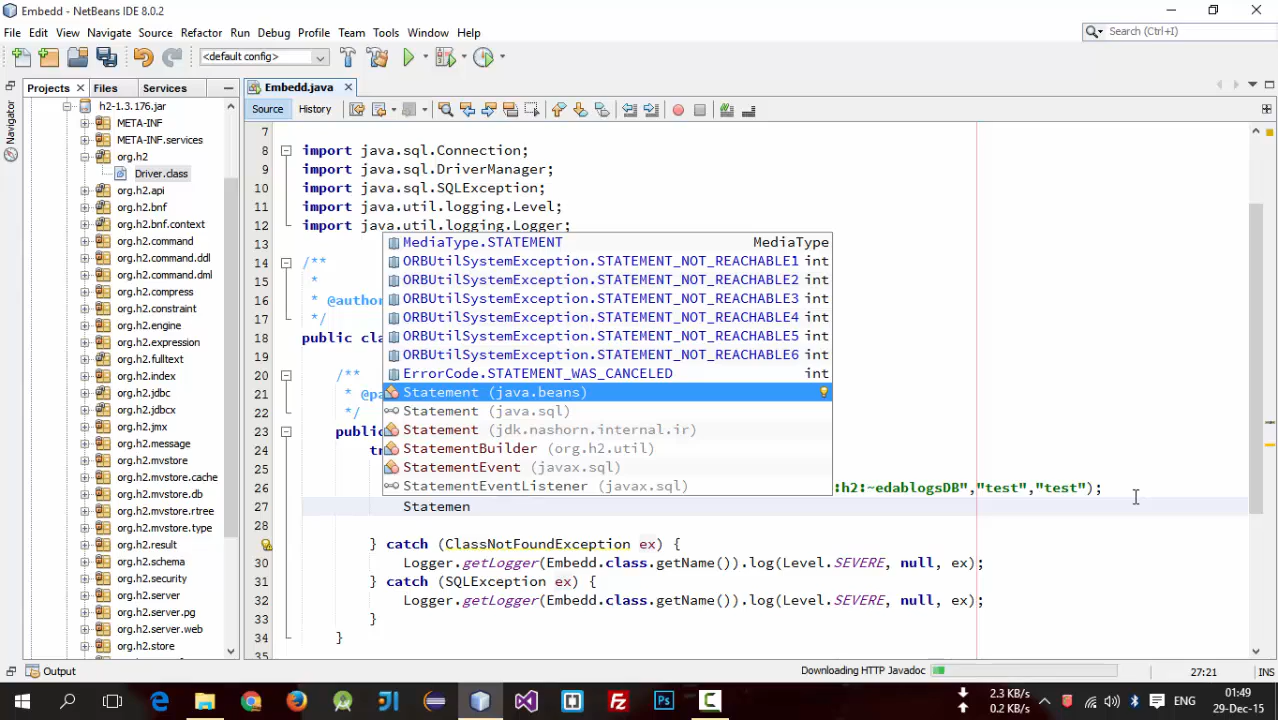 Embedd - NetBeans IDE 8.0.2
File Edit View Navigate Source Refactor Run Debug Profile Team Tools Window Help
Search (Ctrl+I)
<default config>
Projects
Files
Services
Embedd.java
Navigator
Source
History
h2-1.3.176.jar
META-INF
META-INF.services
org.h2
Driver.class
org.h2.api
org.h2.bnf
org.h2.bnf.context
org.h2.command
org.h2.command.ddl
org.h2.command.dml
org.h2.compress
org.h2.constraint
org.h2.engine
org.h2.expression
org.h2.fulltext
org.h2.index
org.h2.jdbc
org.h2.jdbcx
org.h2.jmx
org.h2.message
org.h2.mvstore
org.h2.mvstore.cache
org.h2.mvstore.db
org.h2.mvstore.rtree
org.h2.mvstore.type
org.h2.result
org.h2.schema
org.h2.security
org.h2.server
org.h2.server.pg
org.h2.server.web
org.h2.store
7
8 import java.sql.Connection;
9 import java.sql.DriverManager;
10 import java.sql.SQLException;
11 import java.util.logging.Level;
12 import java.util.logging.Logger;
13
14 /**
15 *
16 * @author
17 */
18 public cla
19
20 /**
21 * @pa
22 */
23 public
24 tr
25
26 :h2:~edablogsDB","test","test");
27 Statemen
28
} catch (ClassNotFoundException ex) {
30 Logger.getLogger(Embedd.class.getName()).log(Level.SEVERE, null, ex);
31 } catch (SQLException ex) {
32 Logger.getLogger(Embedd.class.getName()).log(Level.SEVERE, null, ex);
33 }
34 }
35
MediaType.STATEMENT MediaType
ORBUtilSystemException.STATEMENT_NOT_REACHABLE1 int
ORBUtilSystemException.STATEMENT_NOT_REACHABLE2 int
ORBUtilSystemException.STATEMENT_NOT_REACHABLE3 int
ORBUtilSystemException.STATEMENT_NOT_REACHABLE4 int
ORBUtilSystemException.STATEMENT_NOT_REACHABLE5 int
ORBUtilSystemException.STATEMENT_NOT_REACHABLE6 int
ErrorCode.STATEMENT_WAS_CANCELED int
Statement (java.beans)
Statement (java.sql)
Statement (jdk.nashorn.internal.ir)
StatementBuilder (org.h2.util)
StatementEvent (javax.sql)
StatementEventListener (javax.sql)
Output
Downloading HTTP Javadoc
27:21
INS
2.3 KB/s
0.2 KB/s
ENG
01:49
29-Dec-15